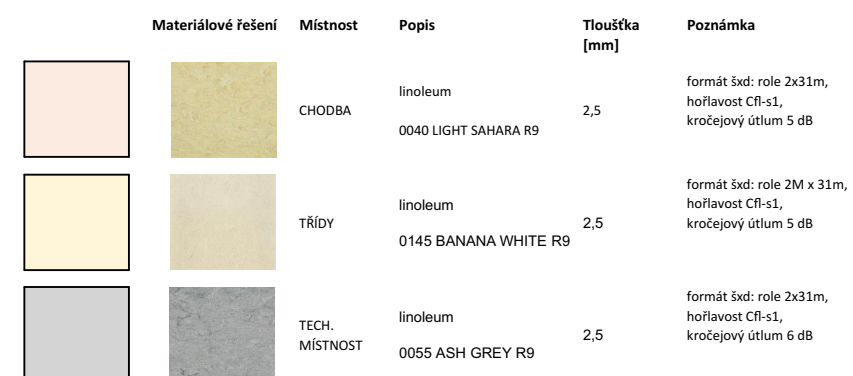 Materiálové řešení Místnost Popis Tloušťka [mm] Poznámka
CHODBA
linoleum
0040 LIGHT SAHARA R9
2,5
formát šxd: role 2x31m,
hořlavost Cfl-s1,
kročejový útlum 5 dB
TŘÍDY
linoleum
0145 BANANA WHITE R9
2,5
formát šxd: role 2M x 31m,
hořlavost Cfl-s1,
kročejový útlum 5 dB
TECH.
MÍSTNOST
linoleum
0055 ASH GREY R9
2,5
formát šxd: role 2x31m,
hořlavost Cfl-s1,
kročejový útlum 6 dB